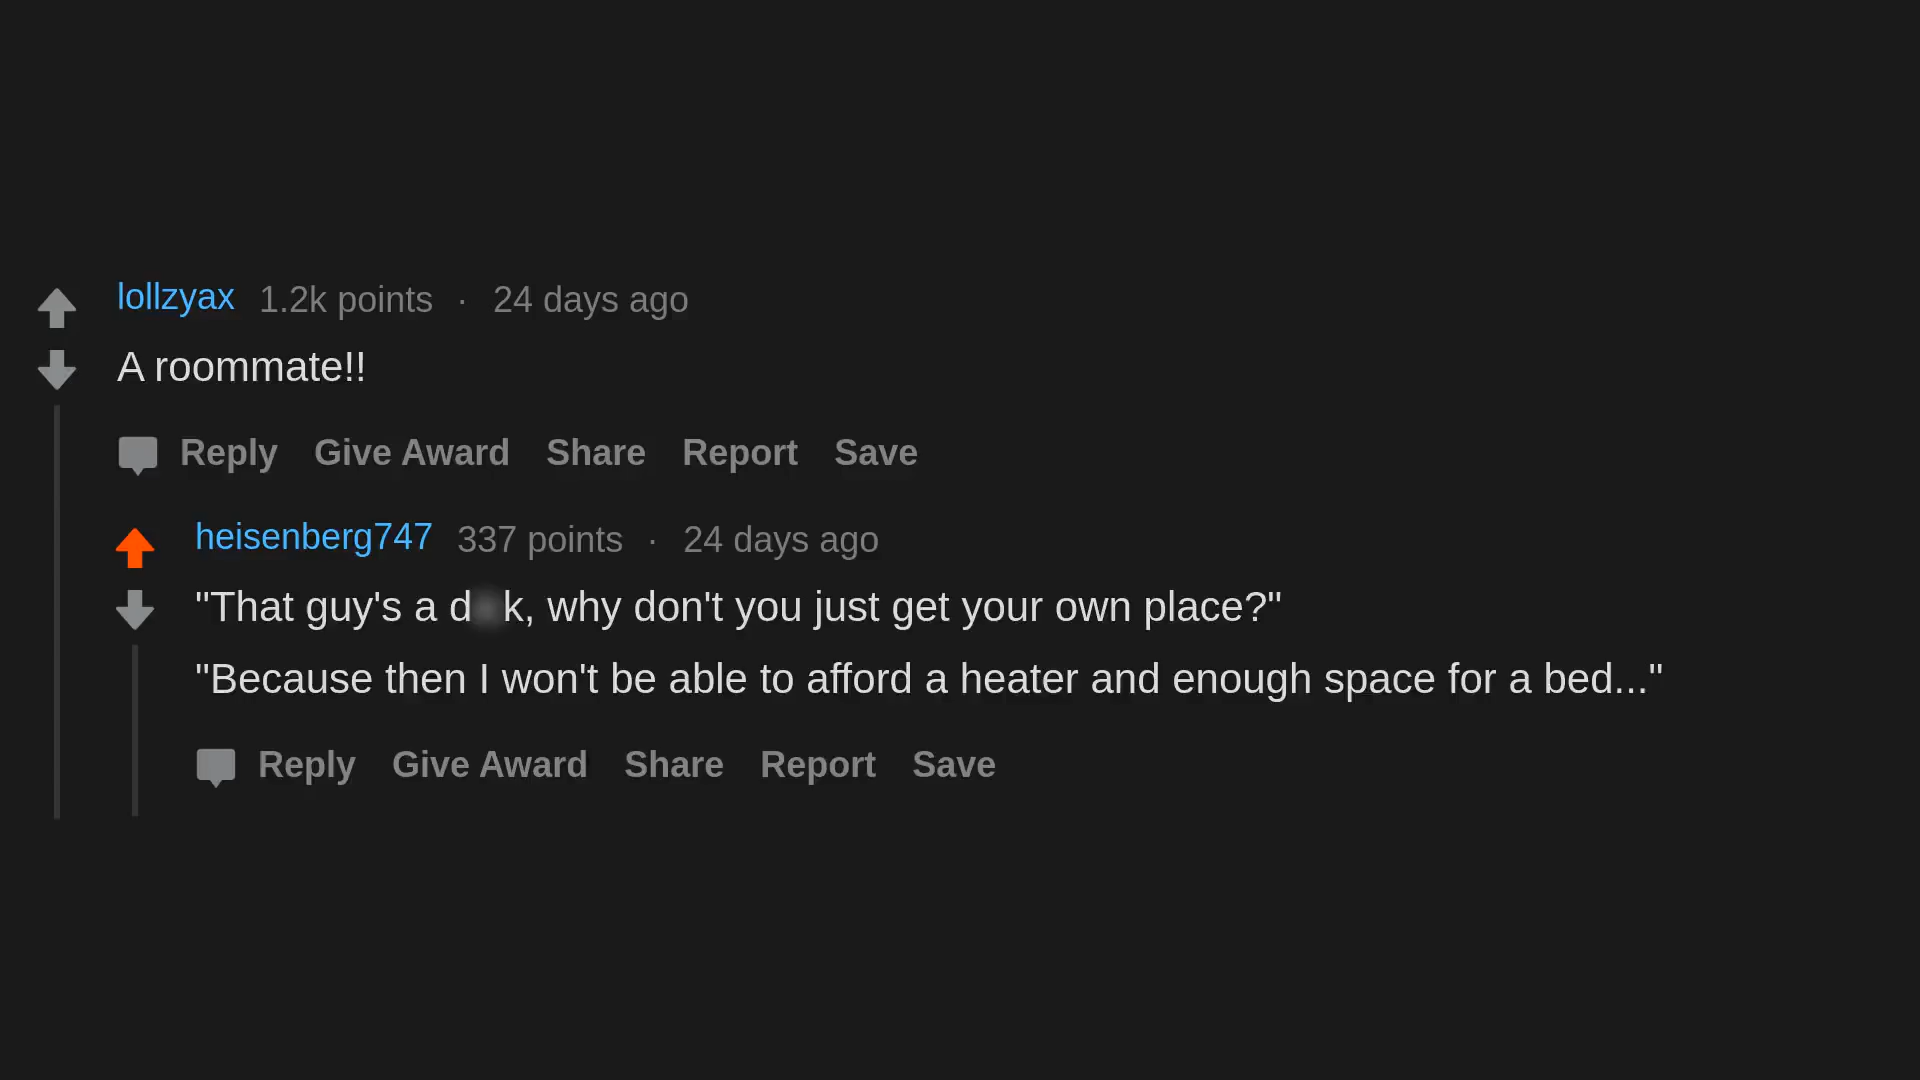 lollzyax 1.2k points · 24 days ago
A roommate!!
Reply Give Award Share Report Save
heisenberg747 337 points · 24 days ago
"That guy's a d k, why don't you just get your own place?"
"Because then I won't be able to afford a heater and enough space for a bed..."
Reply Give Award Share Report Save